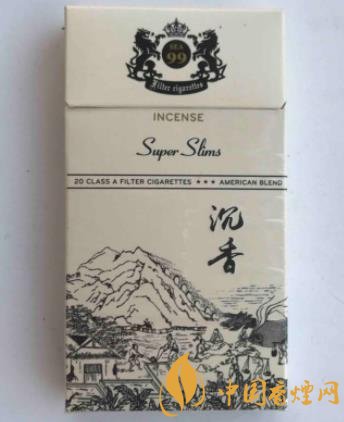 SEA
99
Filter cigarettes
INCENSE
Super Slims
20 CLASS A FILTER CIGARETTES ★★★ AMERICAN BLEND
沉香
中国香烟网